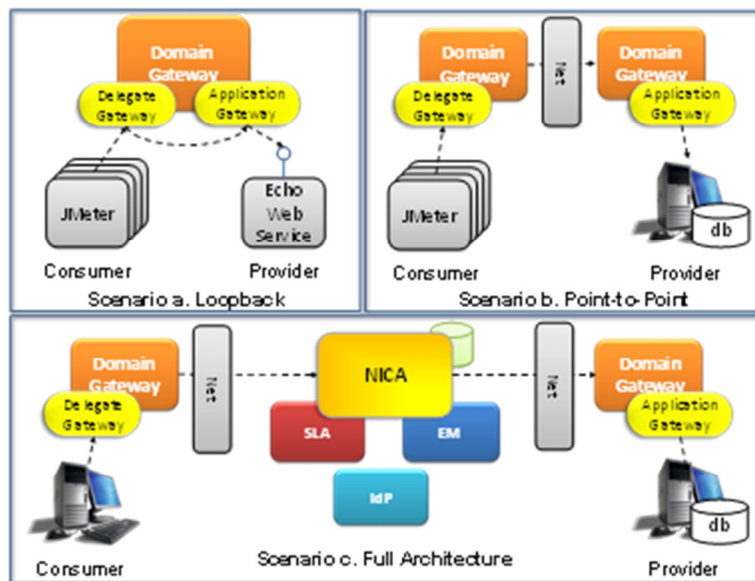 Domain
Gateway
Delegate
Gateway
Application
Gateway
JMeter
Echo
Web
Service
Consumer
Provider
Scenario a. Loopback
Domain
Gateway
Net
Domain
Gateway
Delegate
Gateway
Application
Gateway
JMeter
db
Consumer
Provider
Scenario b. Point-to-Point
Domain
Gateway
Delegate
Gateway
Net
NICA
SLA
EM
IdP
Net
Domain
Gateway
Application
Gateway
db
Consumer
Scenario c. Full Architecture
Provider